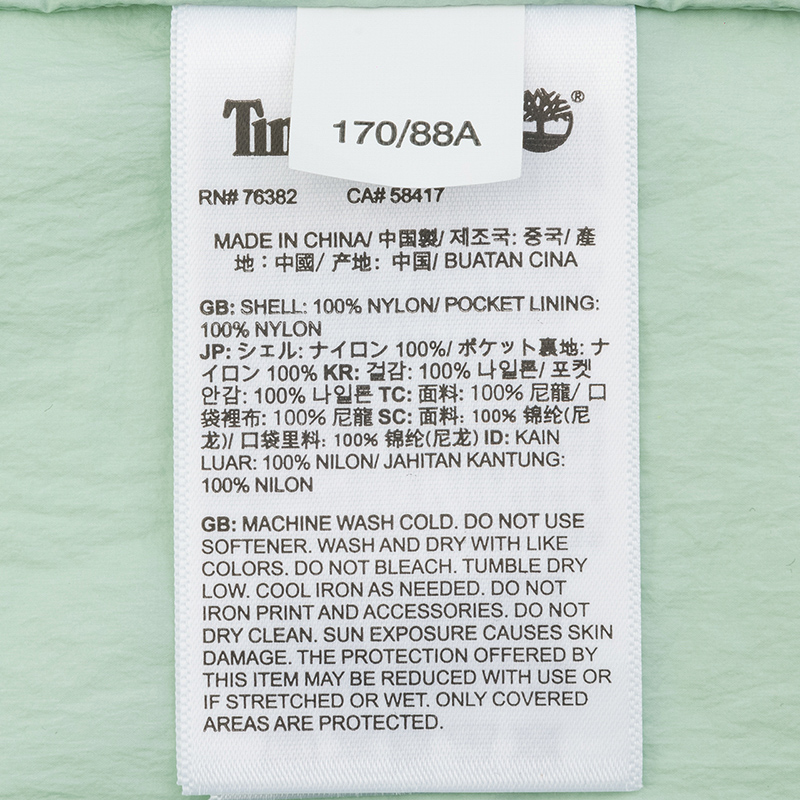 170/88A
Tim
®
RN# 76382 CA# 58417
MADE IN CHINA/ 中国製/ 제조국: 중국/ 產
地：中國/ 产地: 中国/ BUATAN CINA
GB: SHELL: 100% NYLON/ POCKET LINING:
100% NYLON
JP: シェル: ナイロン 100%/ ポケット裏地: ナ
イロン 100% KR: 겉감: 100% 나일론/ 포켓
안감: 100% 나일론 TC: 面料: 100% 尼龍/ 口
袋裡布: 100% 尼龍 SC: 面料: 100% 锦纶(尼
龙)/ 口袋里料: 100% 锦纶(尼龙) ID: KAIN
LUAR: 100% NILON/ JAHITAN KANTUNG:
100% NILON
GB: MACHINE WASH COLD. DO NOT USE
SOFTENER. WASH AND DRY WITH LIKE
COLORS. DO NOT BLEACH. TUMBLE DRY
LOW. COOL IRON AS NEEDED. DO NOT
IRON PRINT AND ACCESSORIES. DO NOT
DRY CLEAN. SUN EXPOSURE CAUSES SKIN
DAMAGE. THE PROTECTION OFFERED BY
THIS ITEM MAY BE REDUCED WITH USE OR
IF STRETCHED OR WET. ONLY COVERED
AREAS ARE PROTECTED.